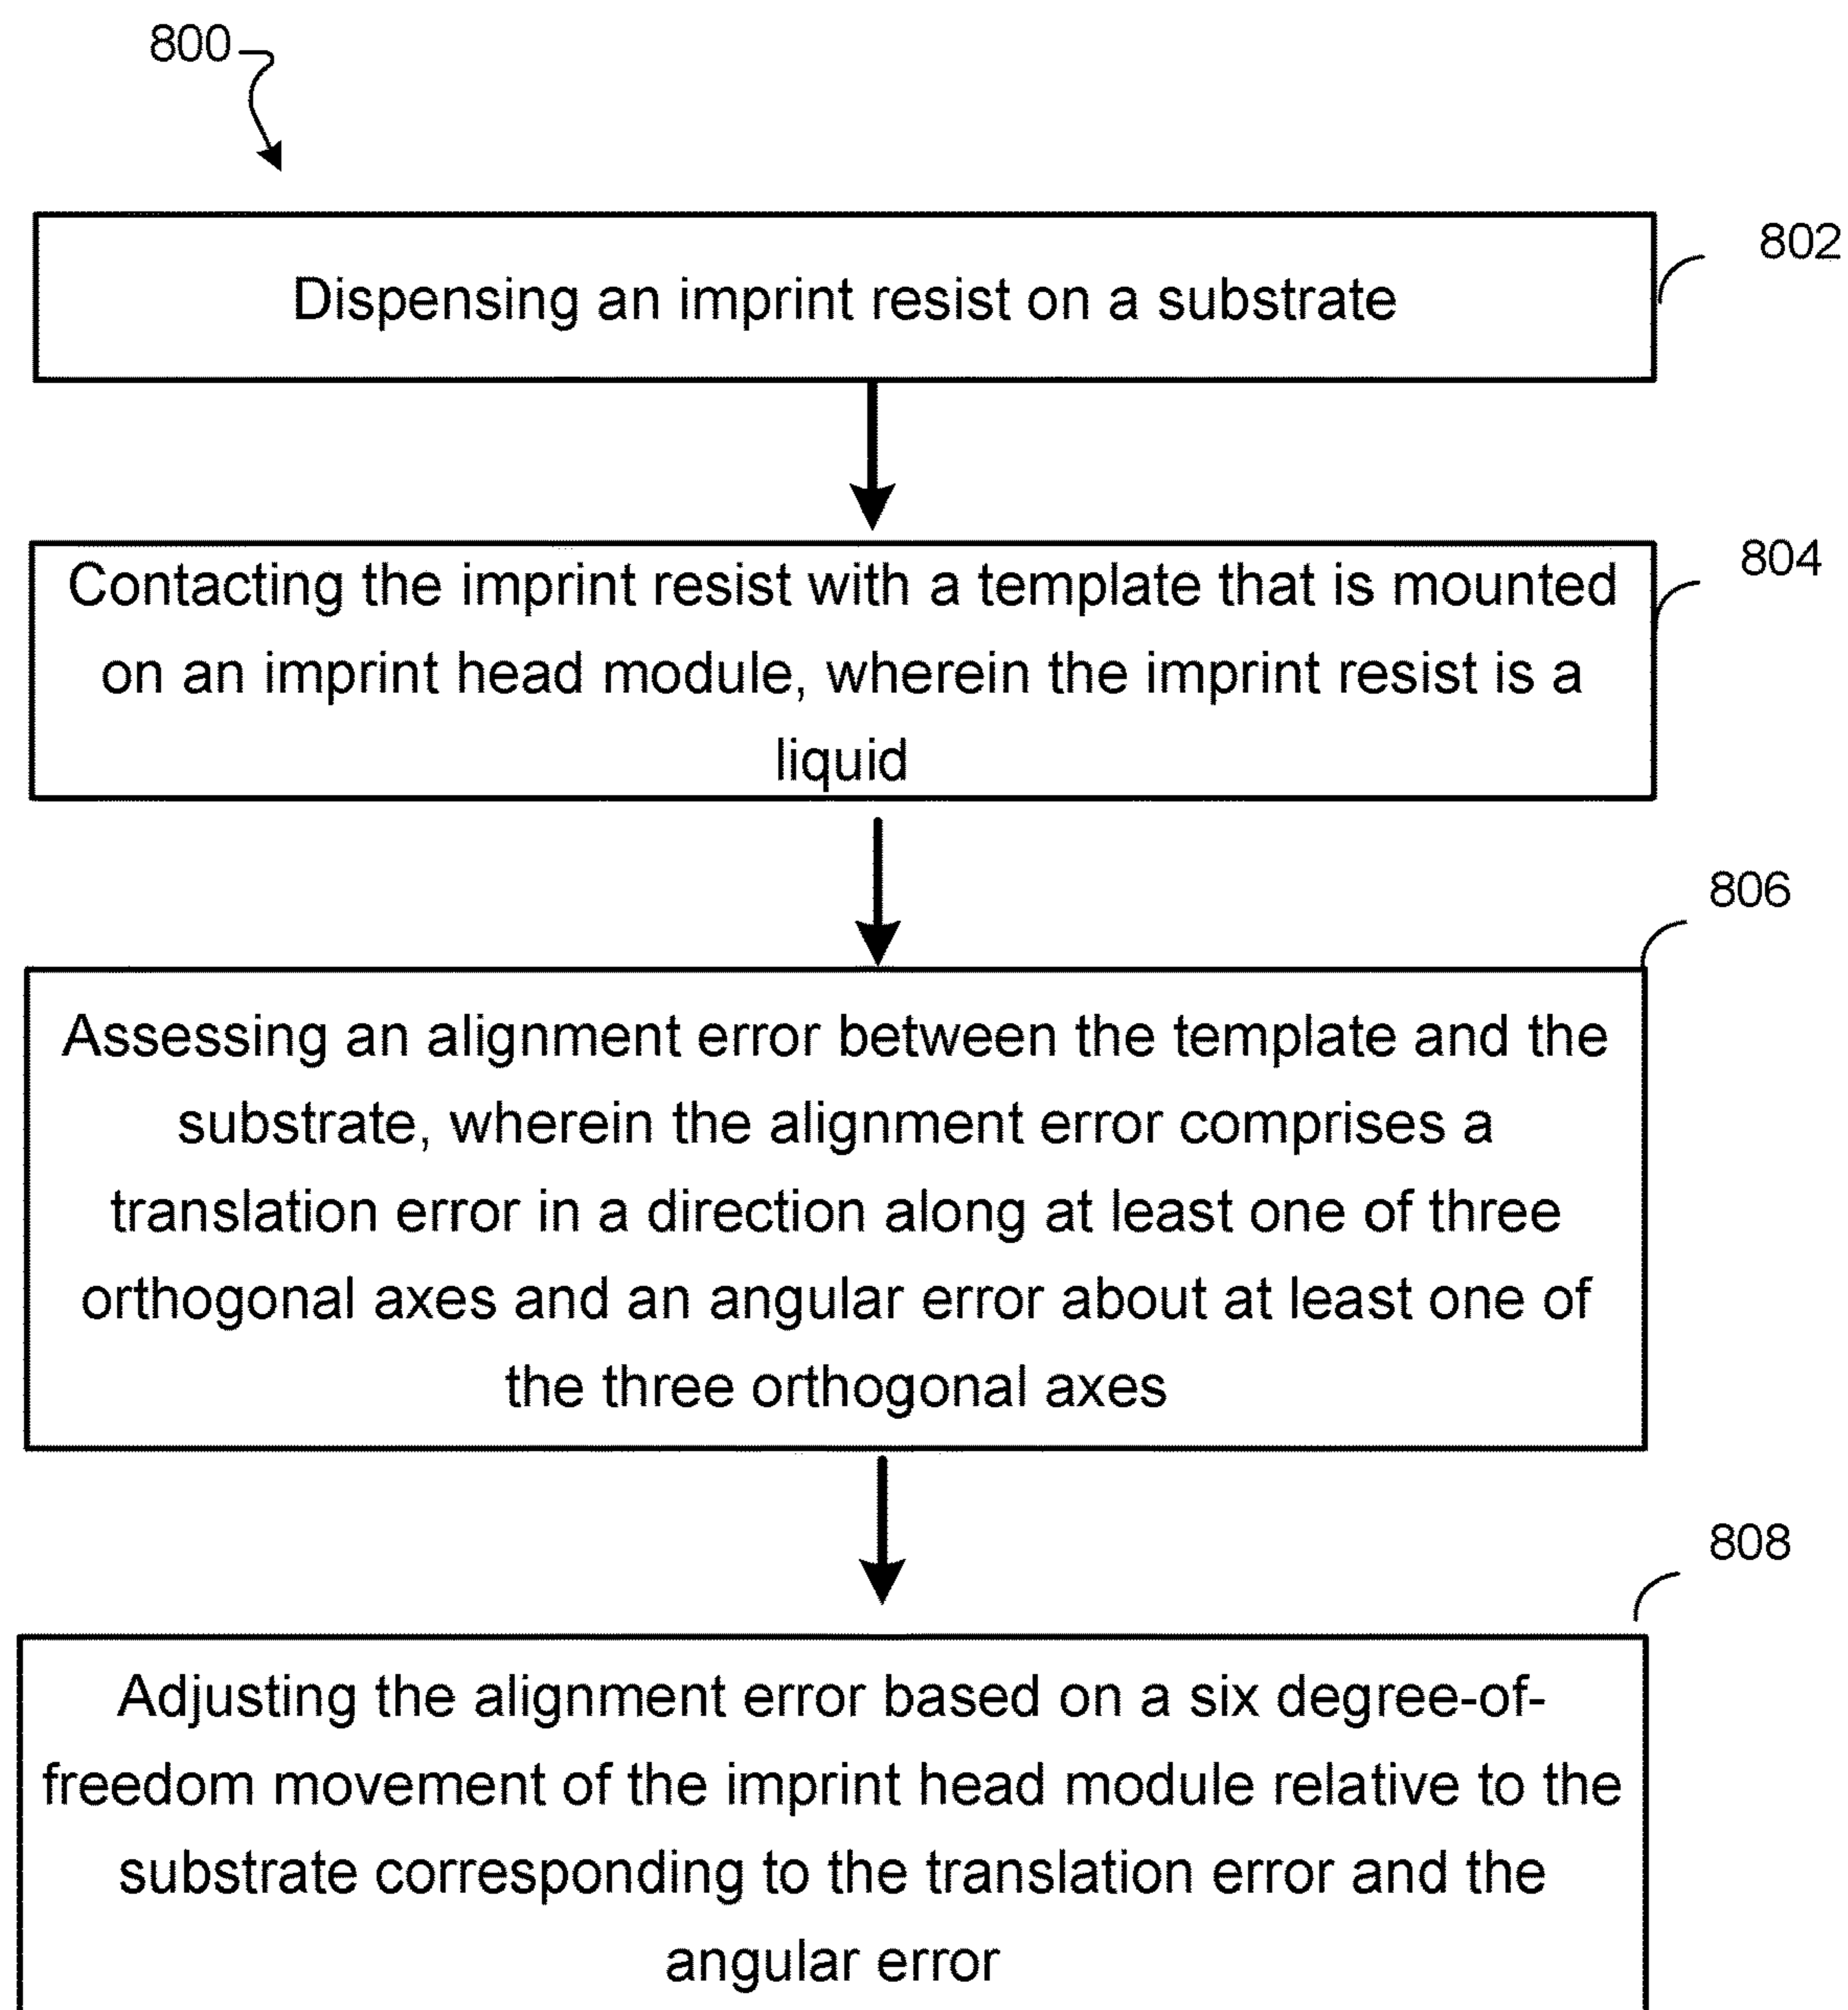 800
802
Dispensing an imprint resist on a substrate
804
Contacting the imprint resist with a template that is mounted
on an imprint head module, wherein the imprint resist is a
liquid
806
Assessing an alignment error between the template and the
substrate, wherein the alignment error comprises a
translation error in a direction along at least one of three
orthogonal axes and an angular error about at least one of
the three orthogonal axes
808
Adjusting the alignment error based on a six degree-of-
freedom movement of the imprint head module relative to the
substrate corresponding to the translation error and the
angular error